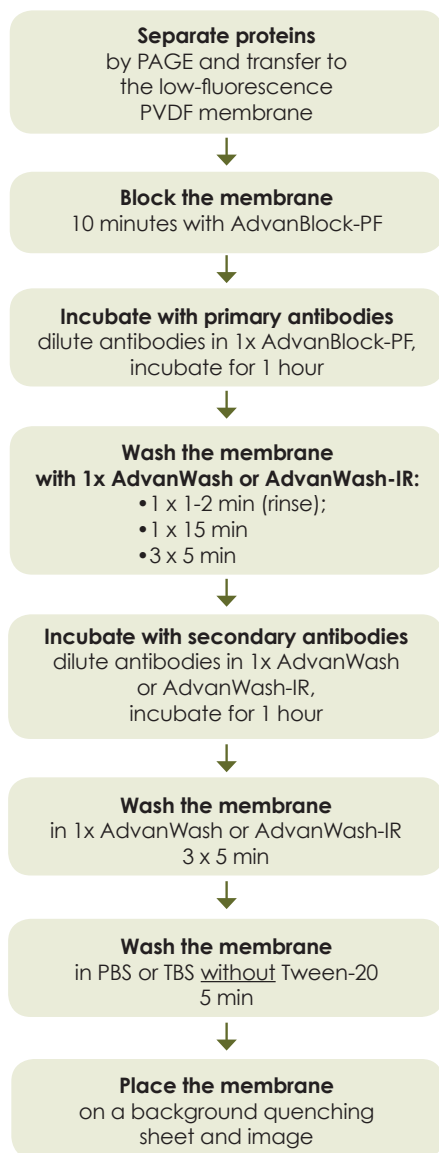 Separate proteins
by PAGE and transfer to
the low-fluorescence
PVDF membrane
Block the membrane
10 minutes with AdvanBlock-PF
Incubate with primary antibodies
dilute antibodies in 1x AdvanBlock-PF,
incubate for 1 hour
Wash the membrane
with 1x AdvanWash or AdvanWash-IR:
•1 x 1-2 min (rinse);
•1 x 15 min
•3 x 5 min
Incubate with secondary antibodies
dilute antibodies in 1x AdvanWash
or AdvanWash-IR,
incubate for 1 hour
Wash the membrane
in 1x AdvanWash or AdvanWash-IR
3 x 5 min
Wash the membrane
in PBS or TBS without Tween-20
5 min
Place the membrane
on a background quenching
sheet and image